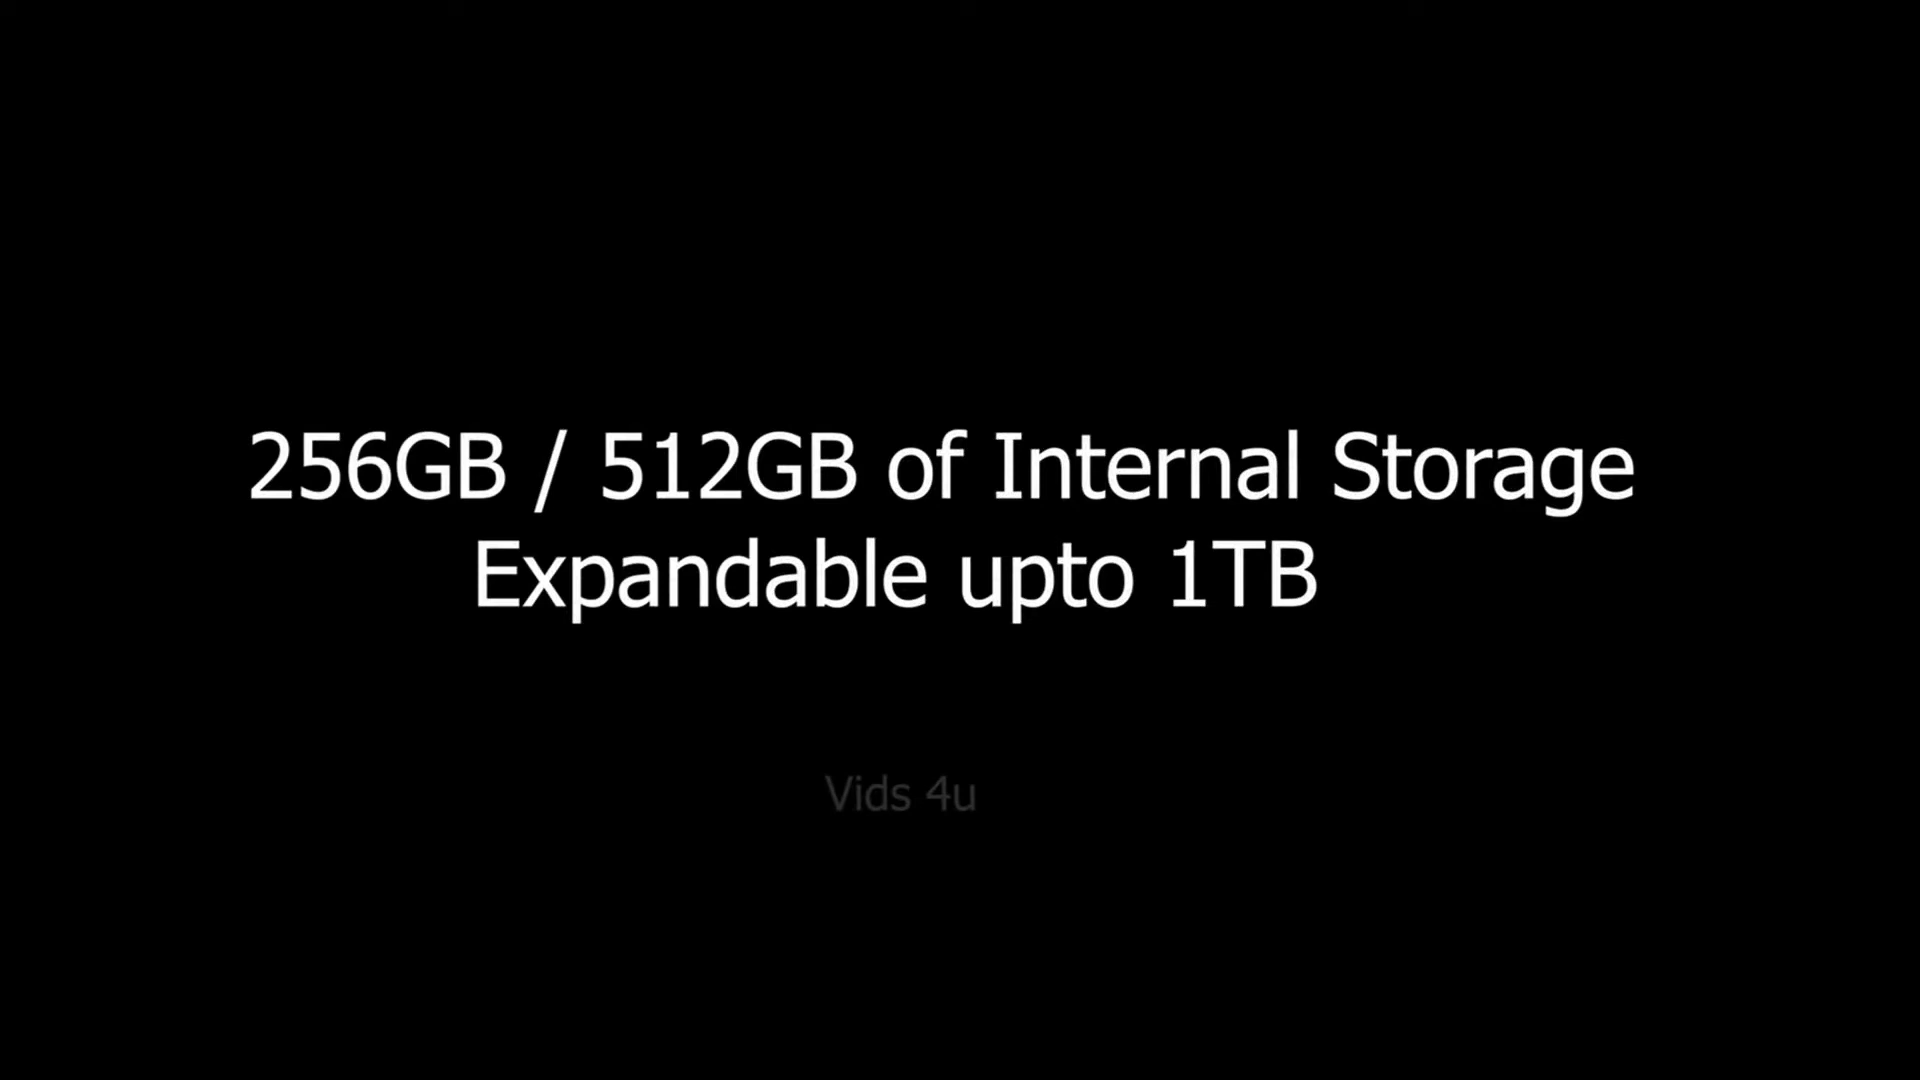 256GB / 512GB of Internal Storage
Expandable upto 1TB
Vids 4u